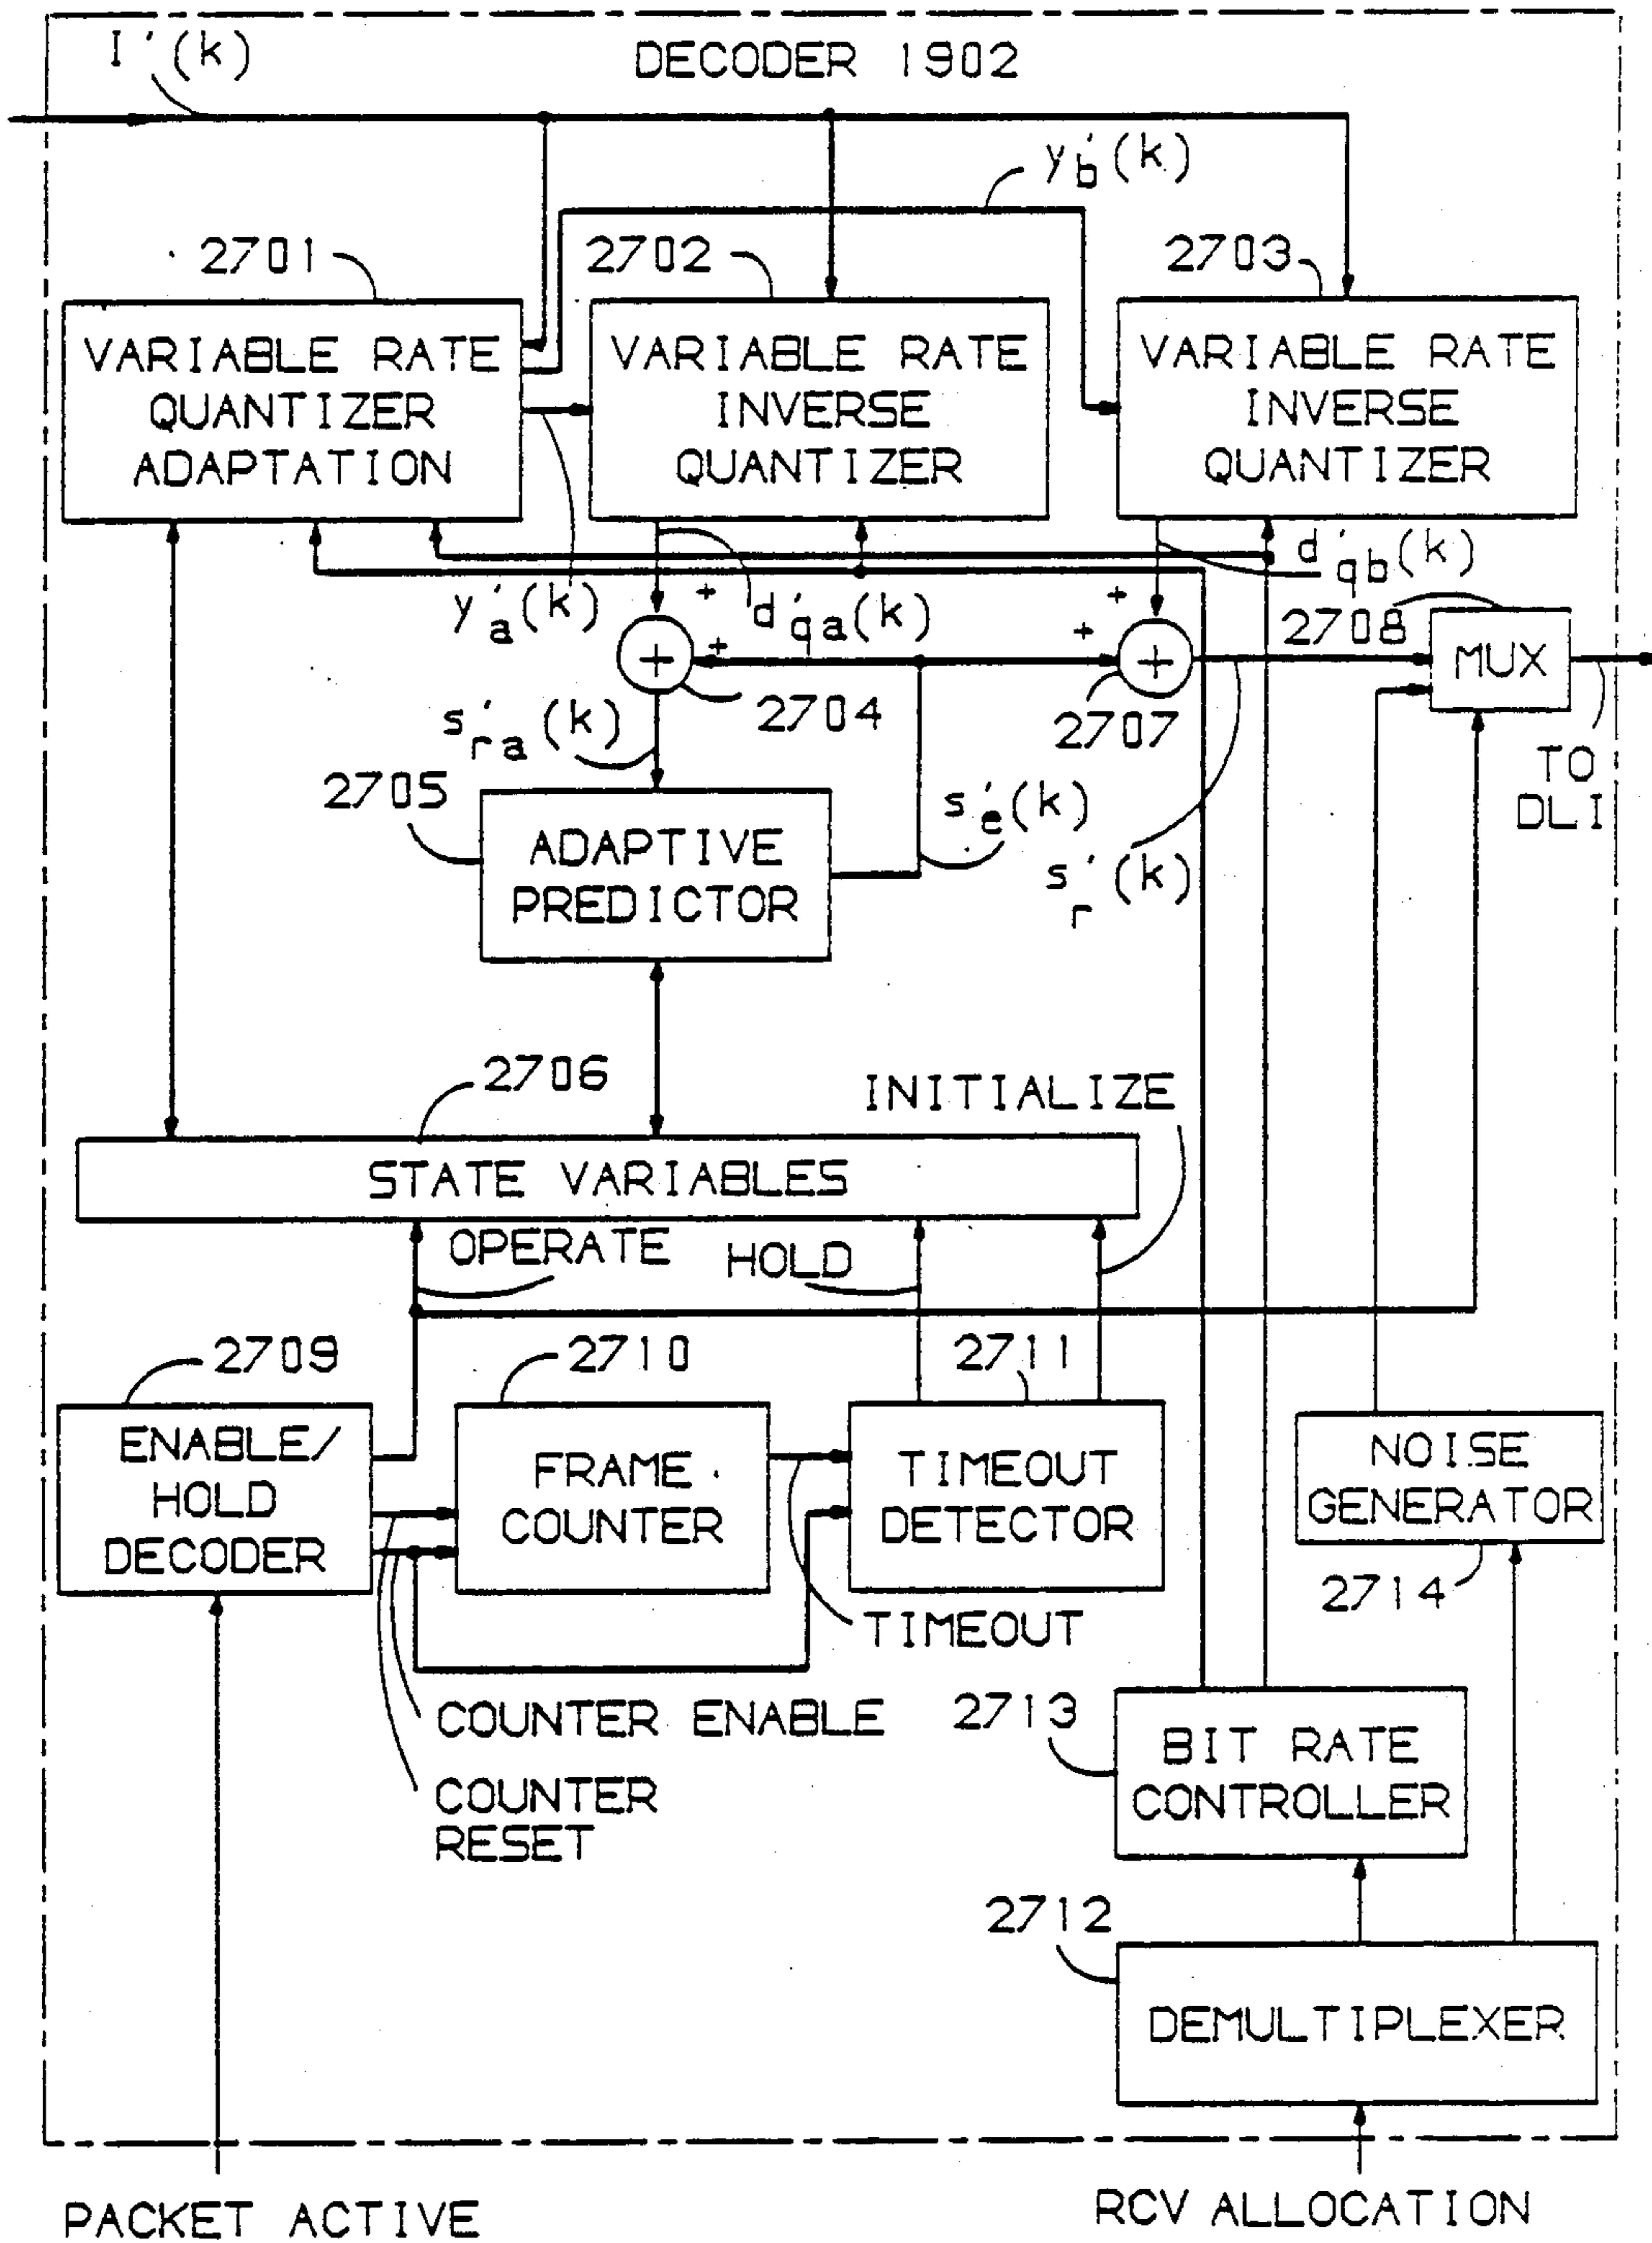 I'(k)
DECODER 1902
y'b(k)
2701
2702
2703
VARIABLE RATE
QUANTIZER
ADAPTATION
VARIABLE RATE
INVERSE
QUANTIZER
VARIABLE RATE
INVERSE
QUANTIZER
y'a(k)
d'qa(k)
d'qb(k)
+
+
+
+
+
+
2708
MUX
2704
2707
s'ra(k)
TO
DLI
2705
ADAPTIVE
PREDICTOR
s'e(k)
s'r(k)
2706
INITIALIZE
STATE VARIABLES
OPERATE
HOLD
2709
2710
2711
ENABLE/
HOLD
DECODER
FRAME
COUNTER
TIMEOUT
DETECTOR
NOISE
GENERATOR
2714
TIMEOUT
COUNTER ENABLE
COUNTER
RESET
2713
BIT RATE
CONTROLLER
2712
DEMULTIPLEXER
PACKET ACTIVE
RCV ALLOCATION